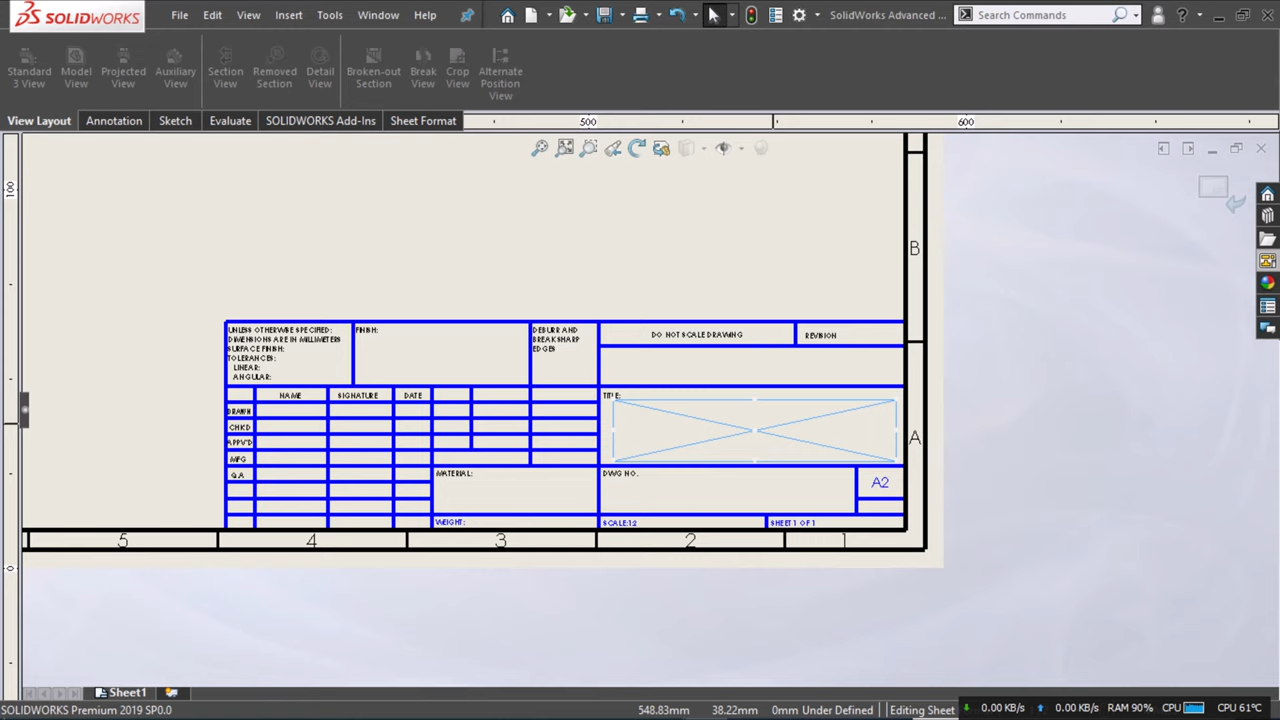 SOLIDWORKS File Edit View Insert Tools Window Help SolidWorks Advanced ... Search Commands
Standard 3 View
Model View
Projected View
Auxiliary View
Section View
Removed Section
Detail View
Broken-out Section
Break View
Crop View
Alternate Position View
View Layout Annotation Sketch Evaluate SOLIDWORKS Add-Ins Sheet Format
500 600
100
B
UNLESS OTHERWISE SPECIFIED:
DIMENSIONS ARE IN MILLIMETERS
SURFACE FINISH:
TOLERANCES:
LINEAR:
ANGULAR:
FINISH:
DEBURR AND
BREAK SHARP
EDGES
DO NOT SCALE DRAWING
REVISION
NAME SIGNATURE DATE
TITLE:
DRAWN
CHK'D
APPV'D
MFG
Q.A
A
MATERIAL:
DWG NO.
A2
WEIGHT:
SCALE:1:2
SHEET 1 OF 1
5 4 3 2 1
0
Sheet1
SOLIDWORKS Premium 2019 SP0.0 548.83mm 38.22mm 0mm Under Defined Editing Sheet 0.00 KB/s 0.00 KB/s RAM 90% CPU CPU 61°C